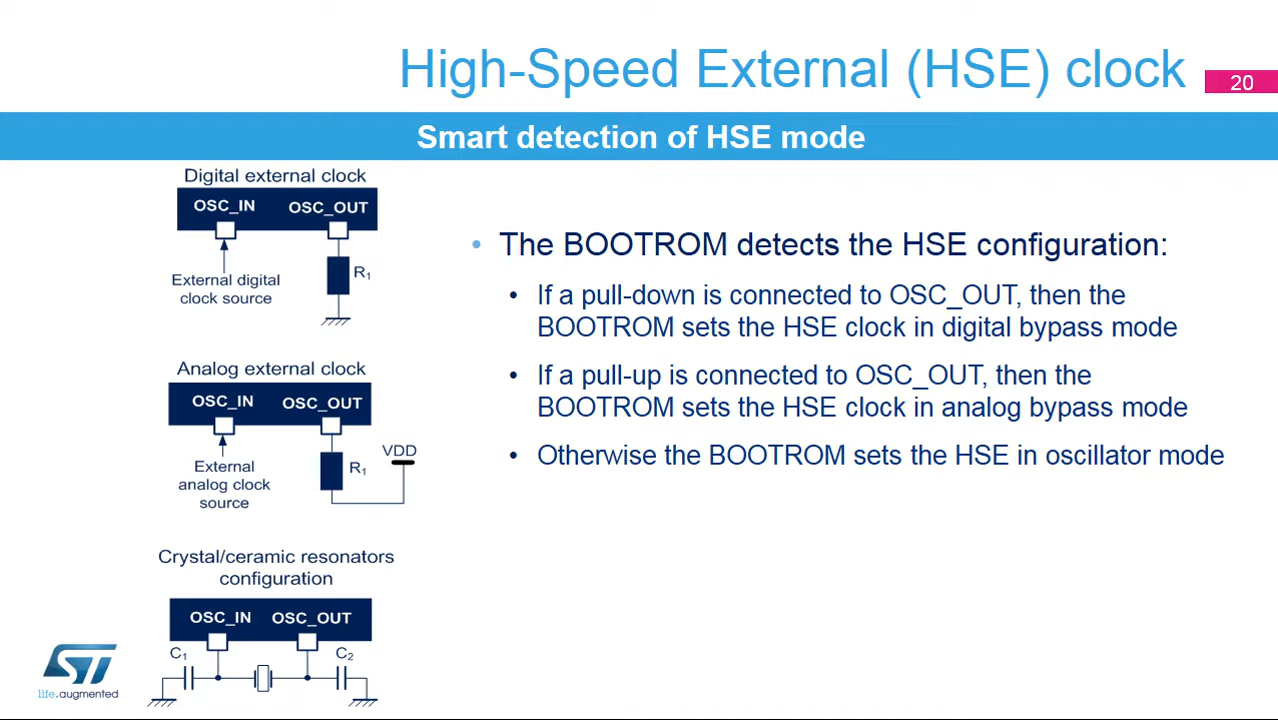 High-Speed External (HSE) clock
20
Smart detection of HSE mode
Digital external clock
OSC_IN OSC_OUT
External digital
clock source
R1
Analog external clock
OSC_IN OSC_OUT
External
analog clock
source
R1
VDD
Crystal/ceramic resonators
configuration
OSC_IN OSC_OUT
C1
C2
• The BOOTROM detects the HSE configuration:
• If a pull-down is connected to OSC_OUT, then the
BOOTROM sets the HSE clock in digital bypass mode
• If a pull-up is connected to OSC_OUT, then the
BOOTROM sets the HSE clock in analog bypass mode
• Otherwise the BOOTROM sets the HSE in oscillator mode
ST
life.augmented